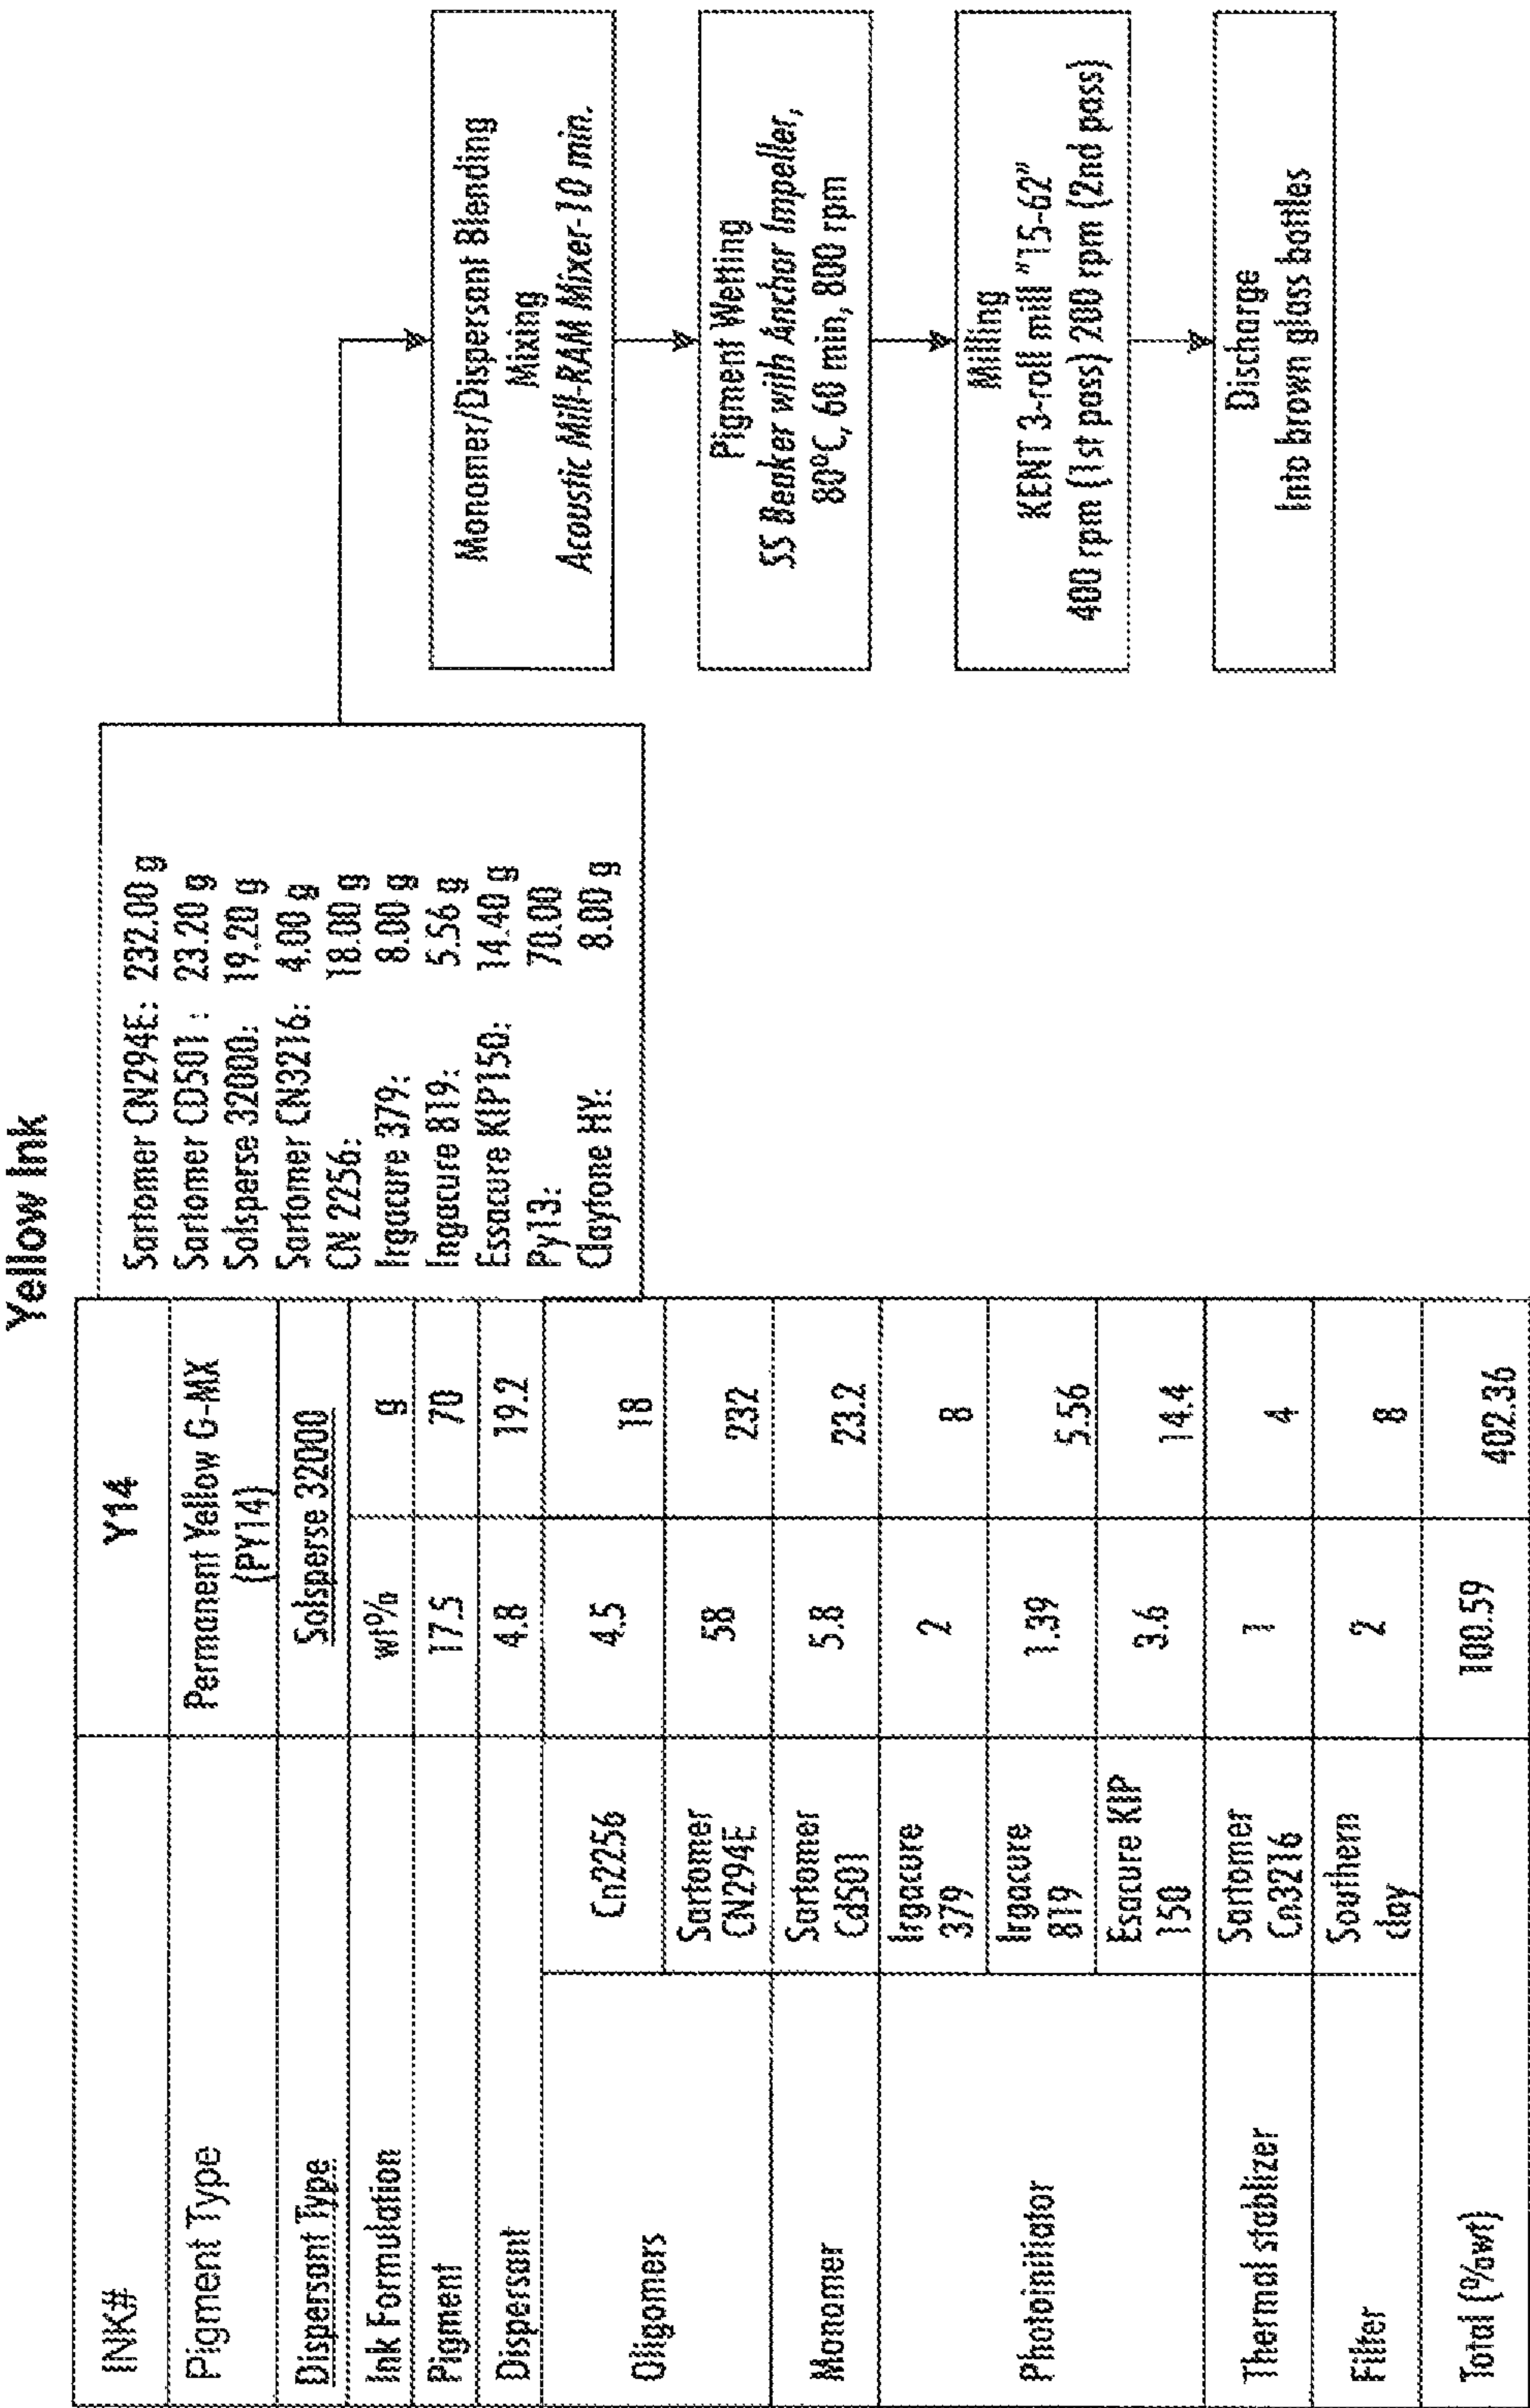 Yellow Ink
INK#
Y14
Pigment Type
Permanent Yellow G-MX
(PY14)
Dispersant Type
Solsperse 32000
Ink Formulation
wt%
g
Pigment
17.5
70
Dispersant
4.8
19.2
Oligomers
Cn2256
4.5
18
Sartomer
CN294E
58
232
Monomer
Sartomer
Cd501
5.8
23.2
Photoinitiator
Irgacure
379
2
8
Irgacure
819
1.39
5.56
Esacure KIP
150
3.6
14.4
Thermal stablizer
Sartomer
Cn3216
1
4
Filter
Southern
clay
2
8
Total (%wt)
100.59
402.36
Sartomer CN294E: 232.00 g
Sartomer CD501 : 23.20 g
Solsperse 32000: 19.20 g
Sartomer CN3216: 4.00 g
CN 2256: 18.00 g
Irgacure 379: 8.00 g
Ingacure 819: 5.56 g
Essacure KIP150: 14.40 g
Py13: 70.00
Claytone HY: 8.00 g
Monomer/Dispersant Blending
Mixing
Acoustic Mill-RAM Mixer-10 min.
Pigment Wetting
SS Beaker with Anchor Impeller,
80°C, 60 min, 800 rpm
Milling
KENT 3-roll mill "15-62"
400 rpm (1st pass) 200 rpm (2nd pass)
Discharge
Into brown glass bottles